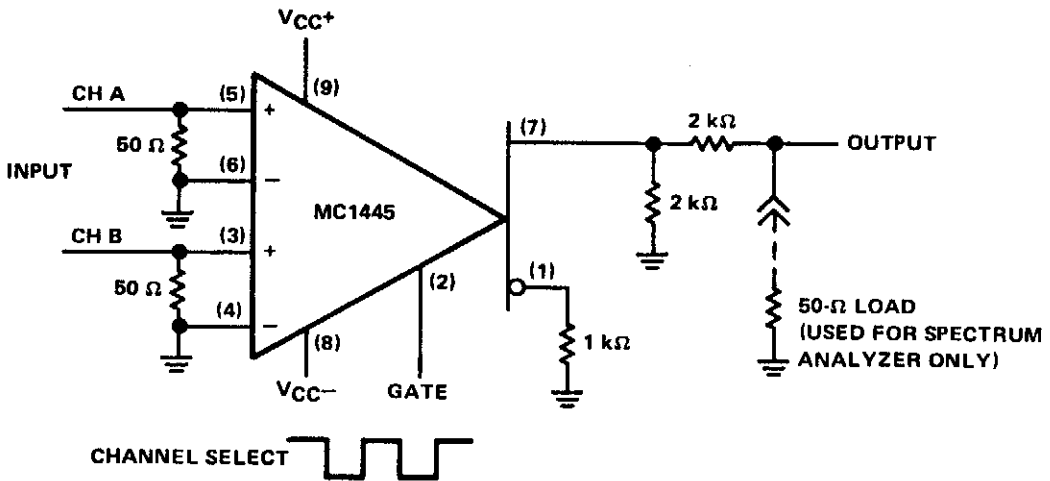 VCC+
CH A
(5)
(9)
+
50 Ω
(6)
−
INPUT
MC1445
CH B
(3)
+
50 Ω
(4)
−
(2)
(8)
VCC−
GATE
(7)
2 kΩ
OUTPUT
2 kΩ
(1)
1 kΩ
50-Ω LOAD
(USED FOR SPECTRUM
ANALYZER ONLY)
CHANNEL SELECT